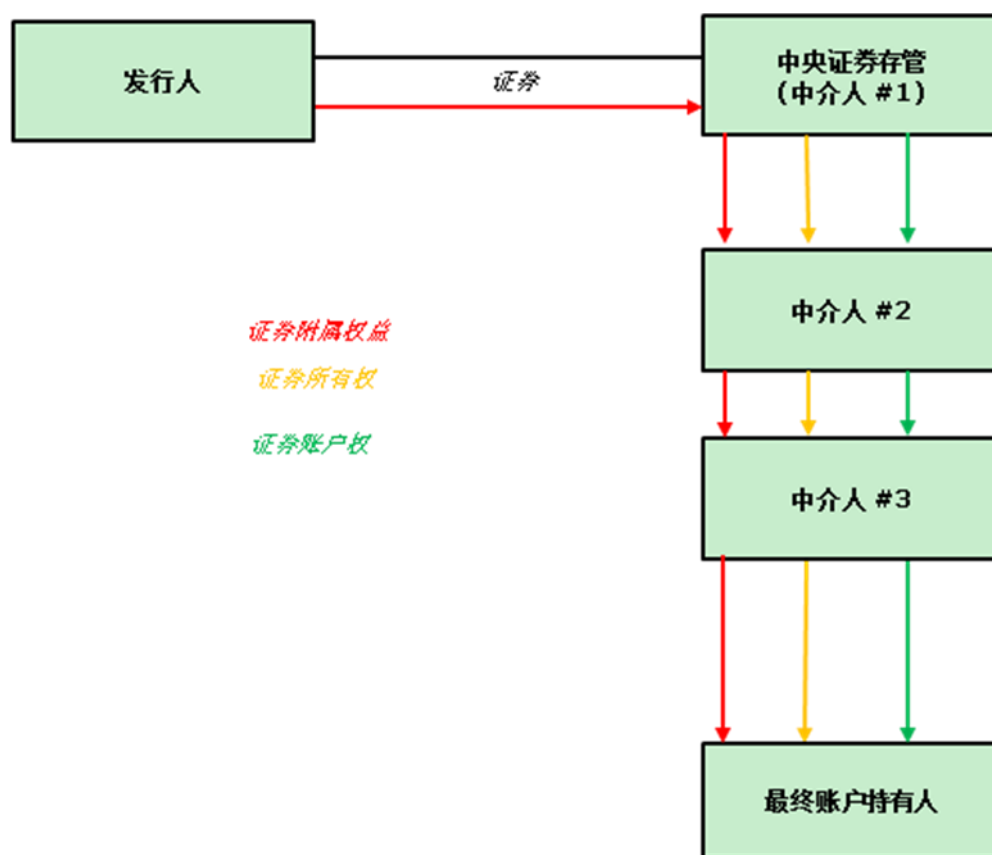 发行人
证券
中央证券存管
(中介人 #1)
中介人 #2
证券附属权益
证券所有权
证券账户权
中介人 #3
最终账户持有人